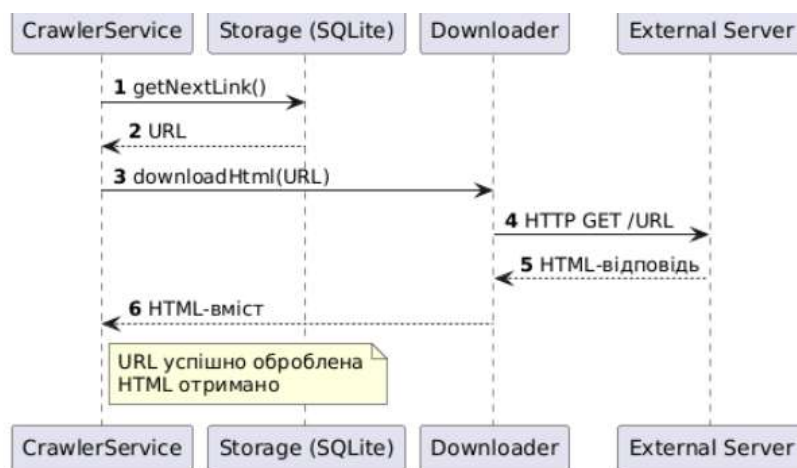 CrawlerService Storage (SQLite) Downloader External Server
1 getNextLink()
2 URL
3 downloadHtml(URL)
4 HTTP GET /URL
5 HTML-відповідь
6 HTML-вміст
URL успішно оброблена
HTML отримано
CrawlerService Storage (SQLite) Downloader External Server